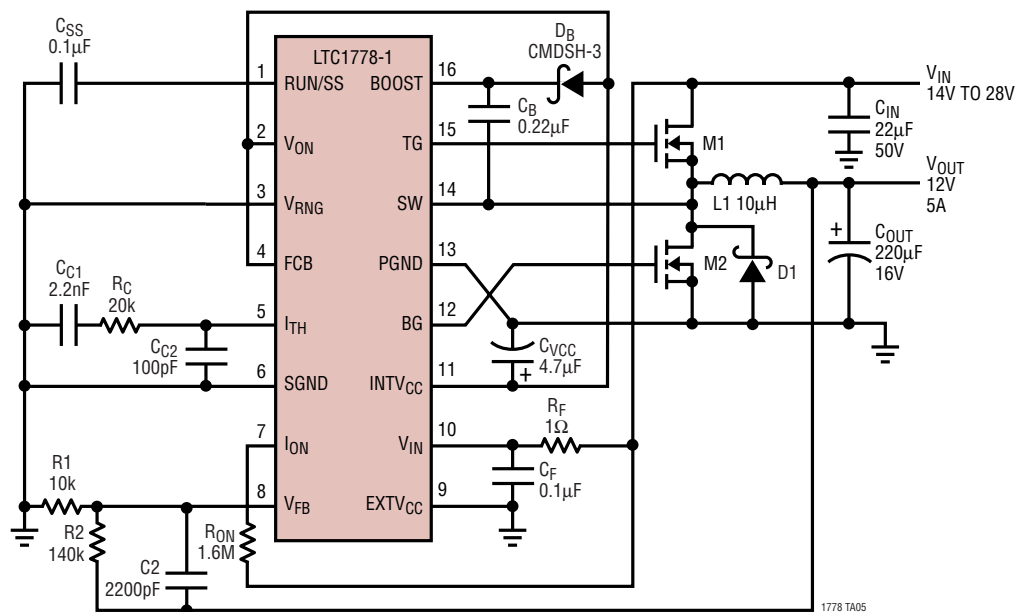 CSS
0.1µF
LTC1778-1
DB
CMDSH-3
1
RUN/SS
BOOST
16
CB
0.22µF
VIN
14V TO 28V
CIN
22µF
50V
2
VON
TG
15
M1
3
VRNG
SW
14
L1 10µH
VOUT
12V
5A
4
FCB
PGND
13
M2
D1
+
COUT
220µF
16V
CC1
2.2nF
RC
20k
5
ITH
BG
12
CC2
100pF
CVCC
4.7µF
+
6
SGND
INTVCC
11
7
ION
VIN
10
RF
1Ω
CF
0.1µF
R1
10k
8
VFB
EXTVCC
9
R2
140k
RON
1.6M
C2
2200pF
1778 TA05